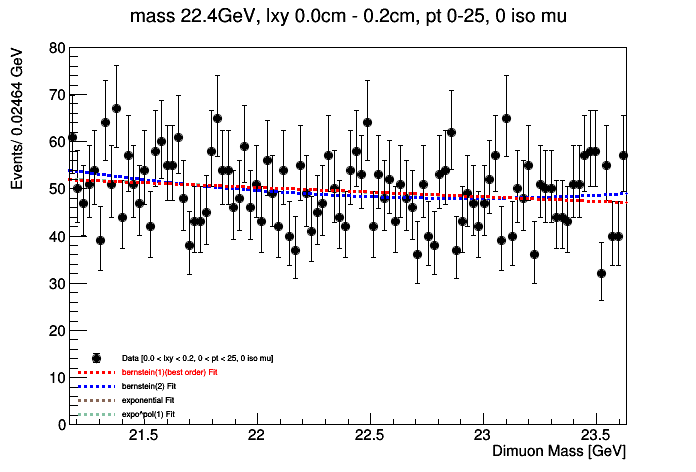 mass 22.4GeV, lxy 0.0cm - 0.2cm, pt 0-25, 0 iso mu
Events/ 0.02464 GeV
80
70
60
50
40
30
20
10
0
Data [0.0 < lxy < 0.2, 0 < pt < 25, 0 iso mu]
bernstein(1)(best order) Fit
bernstein(2) Fit
exponential Fit
expo^pol(1) Fit
21.5 22 22.5 23 23.5
Dimuon Mass [GeV]